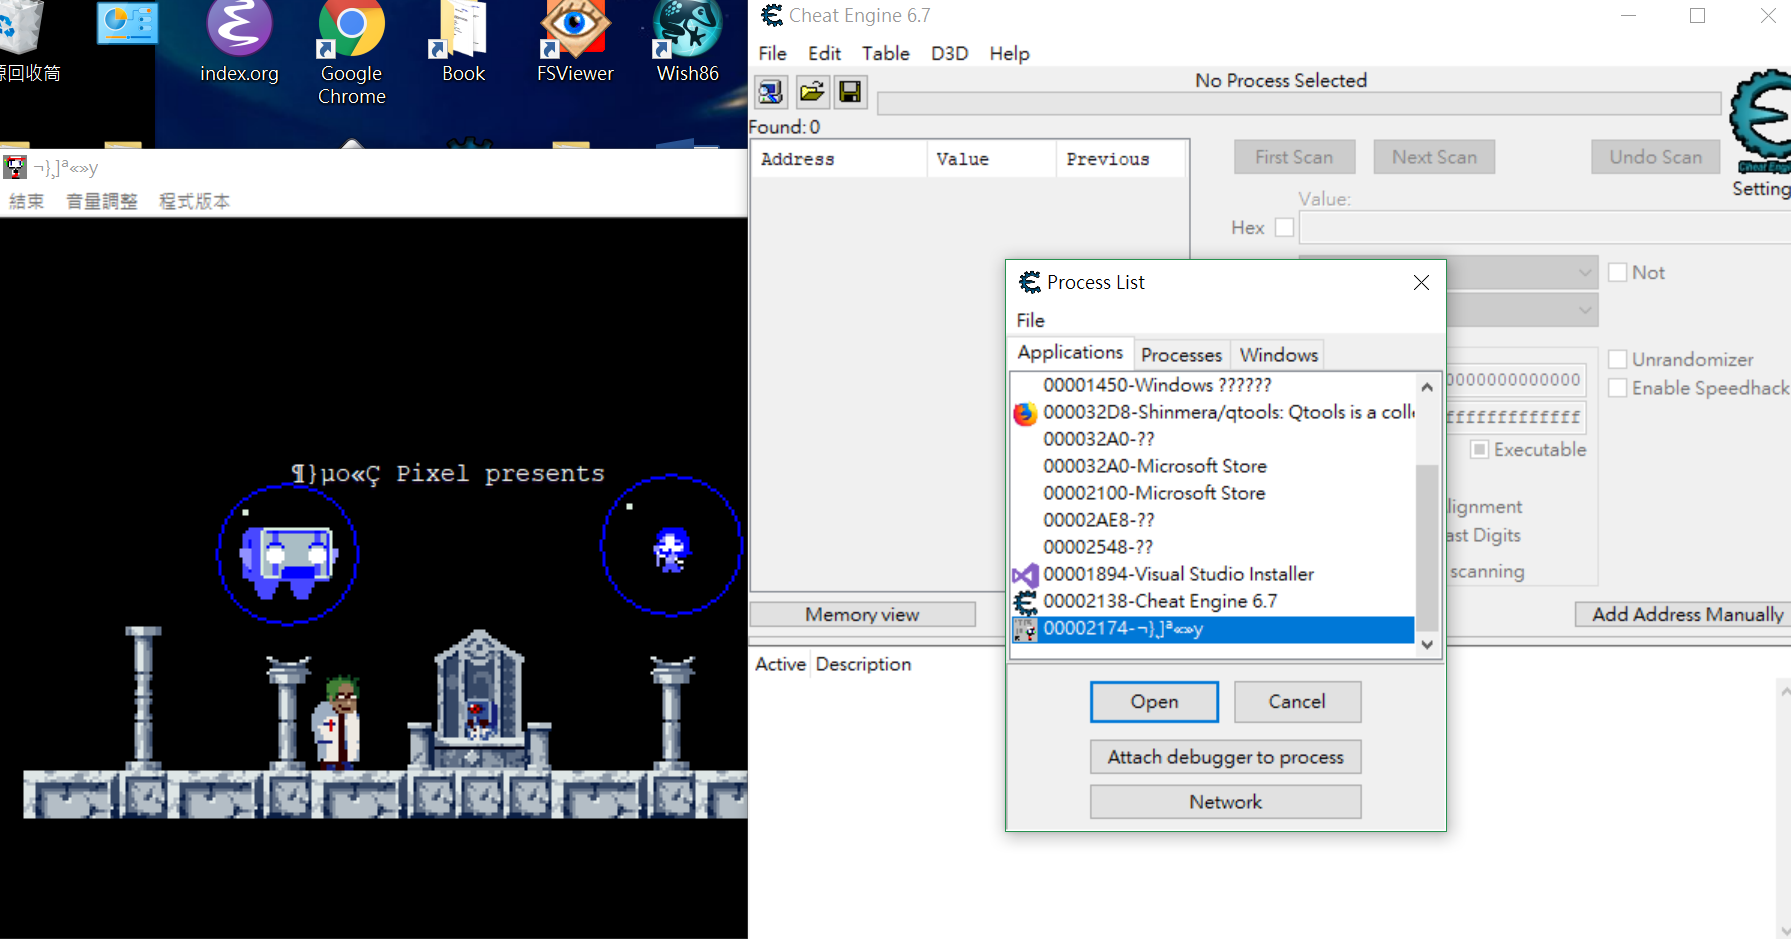 源回收筒
index.org
Google
Chrome
Book
FSViewer
Wish86
¬}¸]ª«»y
結束 音量調整 程式版本
¶}µo«Ç Pixel presents
Cheat Engine 6.7
File Edit Table D3D Help
No Process Selected
Found: 0
Address Value Previous
First Scan Next Scan Undo Scan
Cheat Engi
Setting
Value:
Hex
Not
Unrandomizer
0000000000000
Enable Speedhack
fffffffffffff
Executable
lignment
ast Digits
scanning
Memory view
Add Address Manually
Active Description
Process List
File
Applications Processes Windows
00001450-Windows ??????
000032D8-Shinmera/qtools: Qtools is a colle
000032A0-??
000032A0-Microsoft Store
00002100-Microsoft Store
00002AE8-??
00002548-??
00001894-Visual Studio Installer
00002138-Cheat Engine 6.7
00002174-¬}¸]ª«»y
Open Cancel
Attach debugger to process
Network